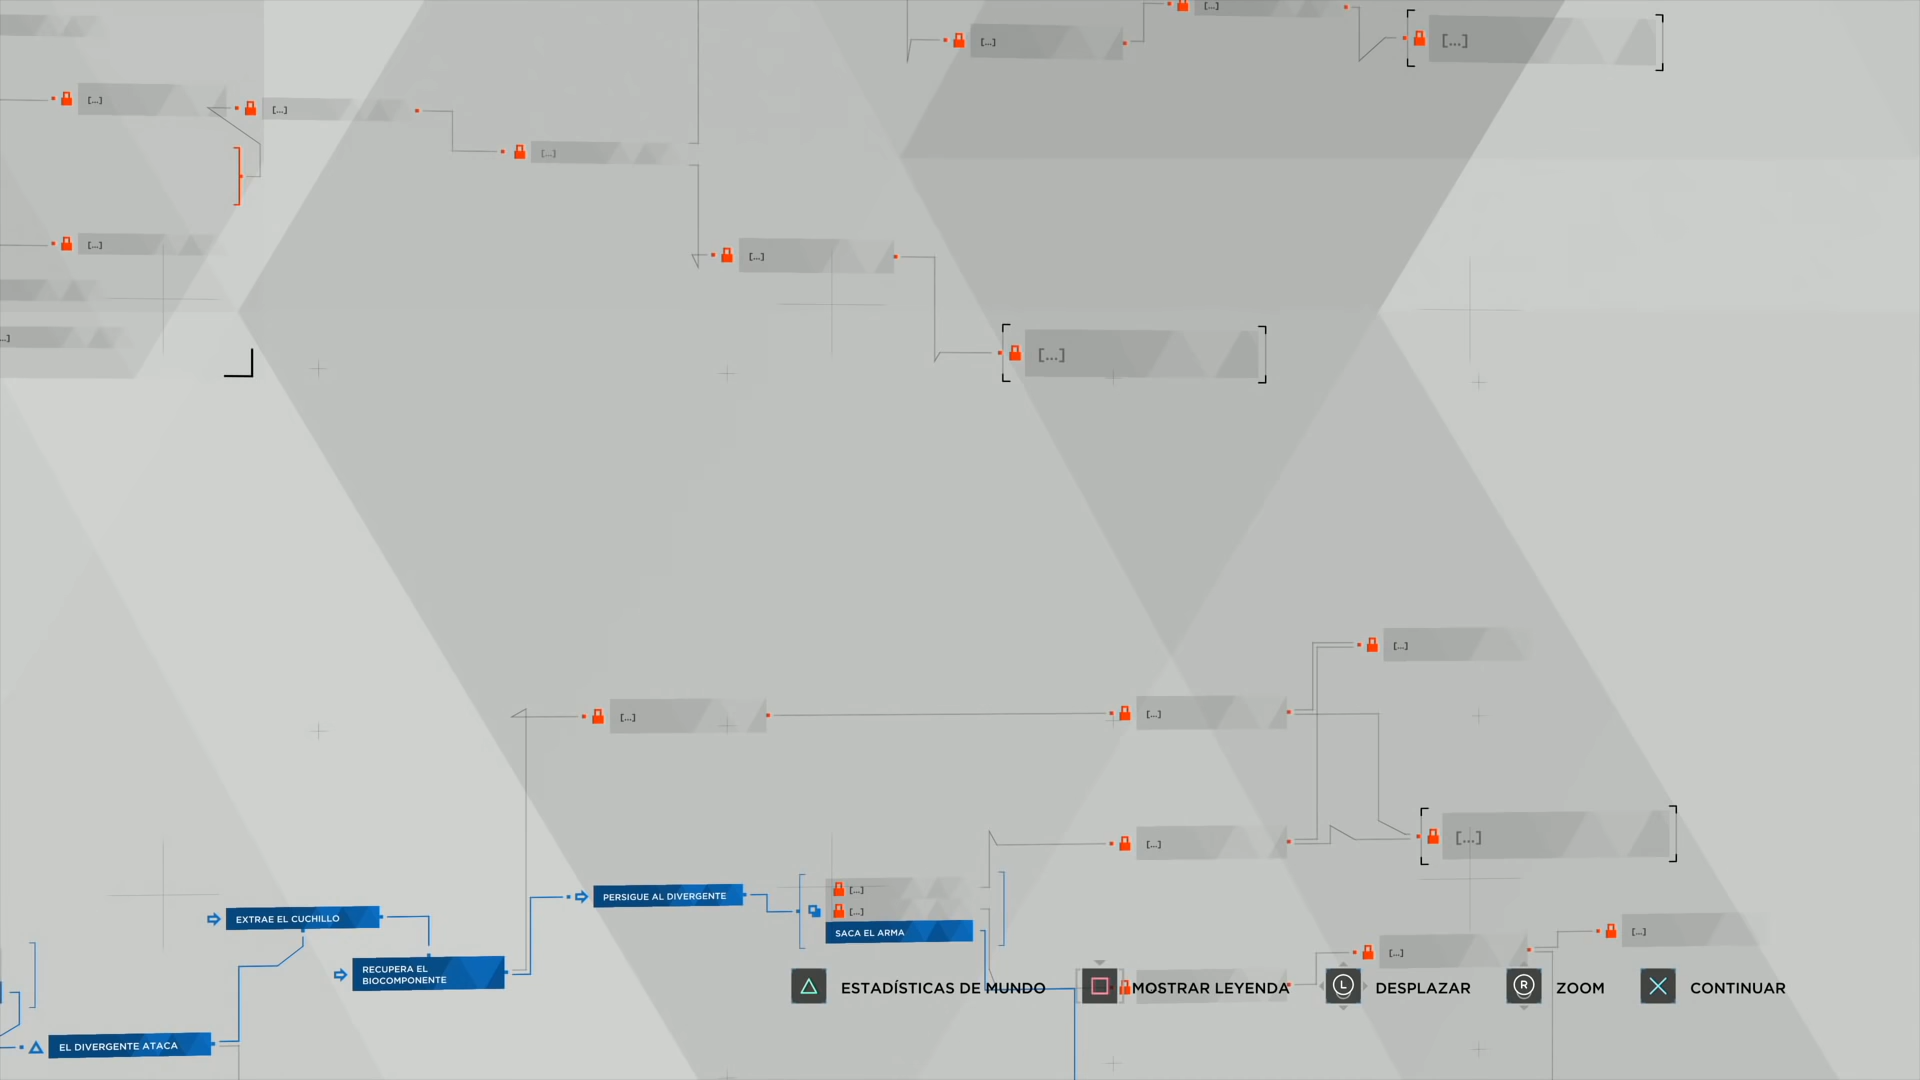 [...]
[...]
[...]
[...]
[...]
[...]
[...]
[...]
[...]
...]
[...]
[...]
[...]
[...]
[...]
[...]
[...]
PERSIGUE AL DIVERGENTE
[...]
[...]
SACA EL ARMA
EXTRAE EL CUCHILLO
RECUPERA EL
BIOCOMPONENTE
[...]
[...]
EL DIVERGENTE ATACA
ESTADÍSTICAS DE MUNDO
MOSTRAR LEYENDA
L
DESPLAZAR
R
ZOOM
CONTINUAR